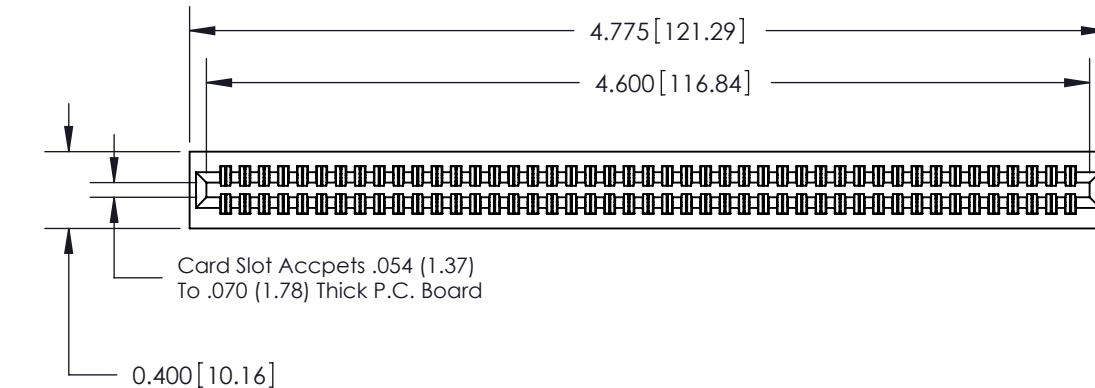 4.775[121.29]
4.600[116.84]
Card Slot Accpets .054 (1.37)
To .070 (1.78) Thick P.C. Board
0.400[10.16]